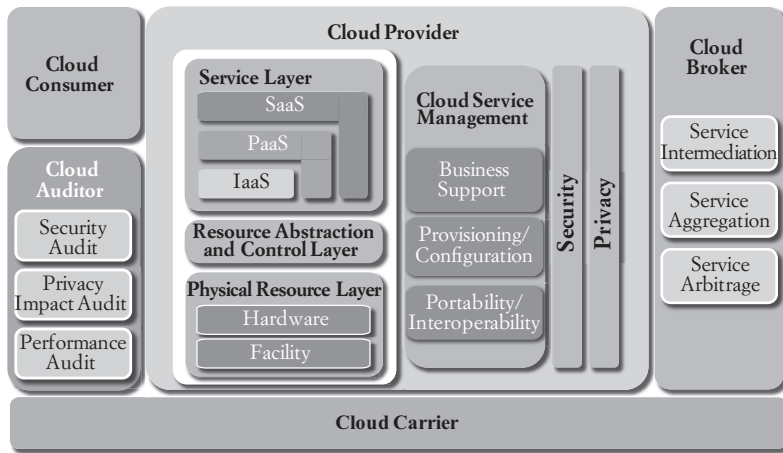 Cloud
Consumer
Cloud
Auditor
Security
Audit
Privacy
Impact Audit
Performance
Audit
Cloud Provider
Service Layer
SaaS
PaaS
IaaS
Resource Abstraction
and Control Layer
Physical Resource Layer
Hardware
Facility
Cloud Service
Management
Business
Support
Provisioning/
Configuration
Portability/
Interoperability
Security
Privacy
Cloud
Broker
Service
Intermediation
Service
Aggregation
Service
Arbitrage
Cloud Carrier